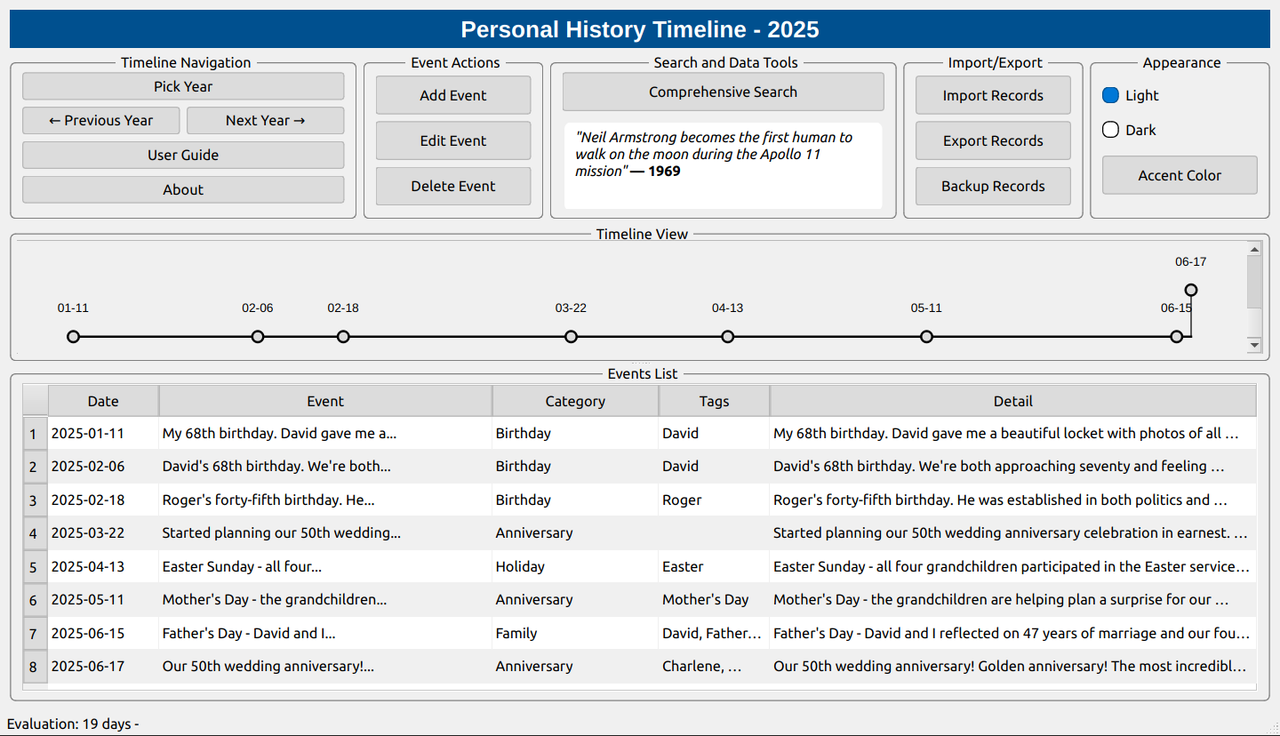 Personal History Timeline - 2025
Timeline Navigation
Pick Year
← Previous Year
Next Year →
User Guide
About
Event Actions
Add Event
Edit Event
Delete Event
Search and Data Tools
Comprehensive Search
"Neil Armstrong becomes the first human to
walk on the moon during the Apollo 11
mission" — 1969
Import/Export
Import Records
Export Records
Backup Records
Appearance
Light
Dark
Accent Color
Timeline View
06-17
01-11 02-06 02-18 03-22 04-13 05-11 06-15
Events List
Date Event Category Tags Detail
1 2025-01-11 My 68th birthday. David gave me a... Birthday David My 68th birthday. David gave me a beautiful locket with photos of all …
2 2025-02-06 David's 68th birthday. We're both... Birthday David David's 68th birthday. We're both approaching seventy and feeling …
3 2025-02-18 Roger's forty-fifth birthday. He... Birthday Roger Roger's forty-fifth birthday. He was established in both politics and …
4 2025-03-22 Started planning our 50th wedding... Anniversary Started planning our 50th wedding anniversary celebration in earnest. …
5 2025-04-13 Easter Sunday - all four... Holiday Easter Easter Sunday - all four grandchildren participated in the Easter service…
6 2025-05-11 Mother's Day - the grandchildren... Anniversary Mother's Day Mother's Day - the grandchildren are helping plan a surprise for our …
7 2025-06-15 Father's Day - David and I... Family David, Father… Father's Day - David and I reflected on 47 years of marriage and our fou…
8 2025-06-17 Our 50th wedding anniversary!... Anniversary Charlene, … Our 50th wedding anniversary! Golden anniversary! The most incredibl…
Evaluation: 19 days -